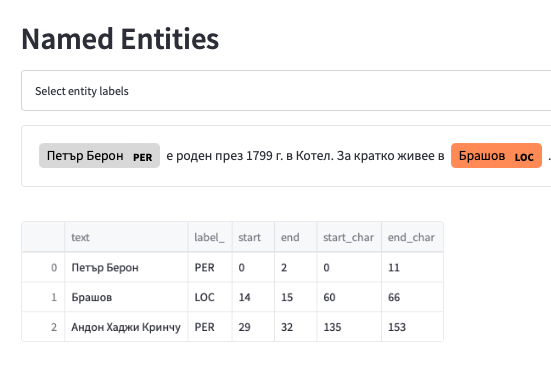 Named Entities
Select entity labels
Петър Берон PER е роден през 1799 г. в Котел. За кратко живее в Брашов LOC .
text label_ start end start_char end_char
0 Петър Берон PER 0 2 0 11
1 Брашов LOC 14 15 60 66
2 Андон Хаджи Кринчу PER 29 32 135 153